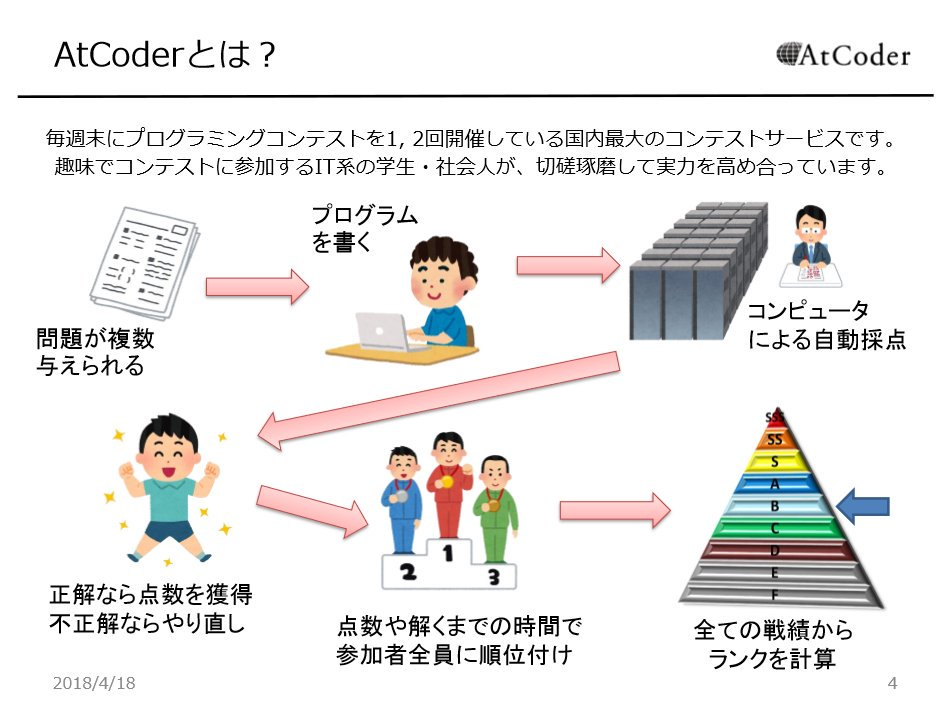 AtCoderとは？
AtCoder
毎週末にプログラミングコンテストを1, 2回開催している国内最大のコンテストサービスです。
趣味でコンテストに参加するIT系の学生・社会人が、切磋琢磨して実力を高め合っています。
問題が複数
与えられる
プログラム
を書く
コンピュータ
による自動採点
正解なら点数を獲得
不正解ならやり直し
1
2
3
点数や解くまでの時間で
参加者全員に順位付け
SSS
SS
S
A
B
C
D
E
F
全ての戦績から
ランクを計算
2018/4/18
4